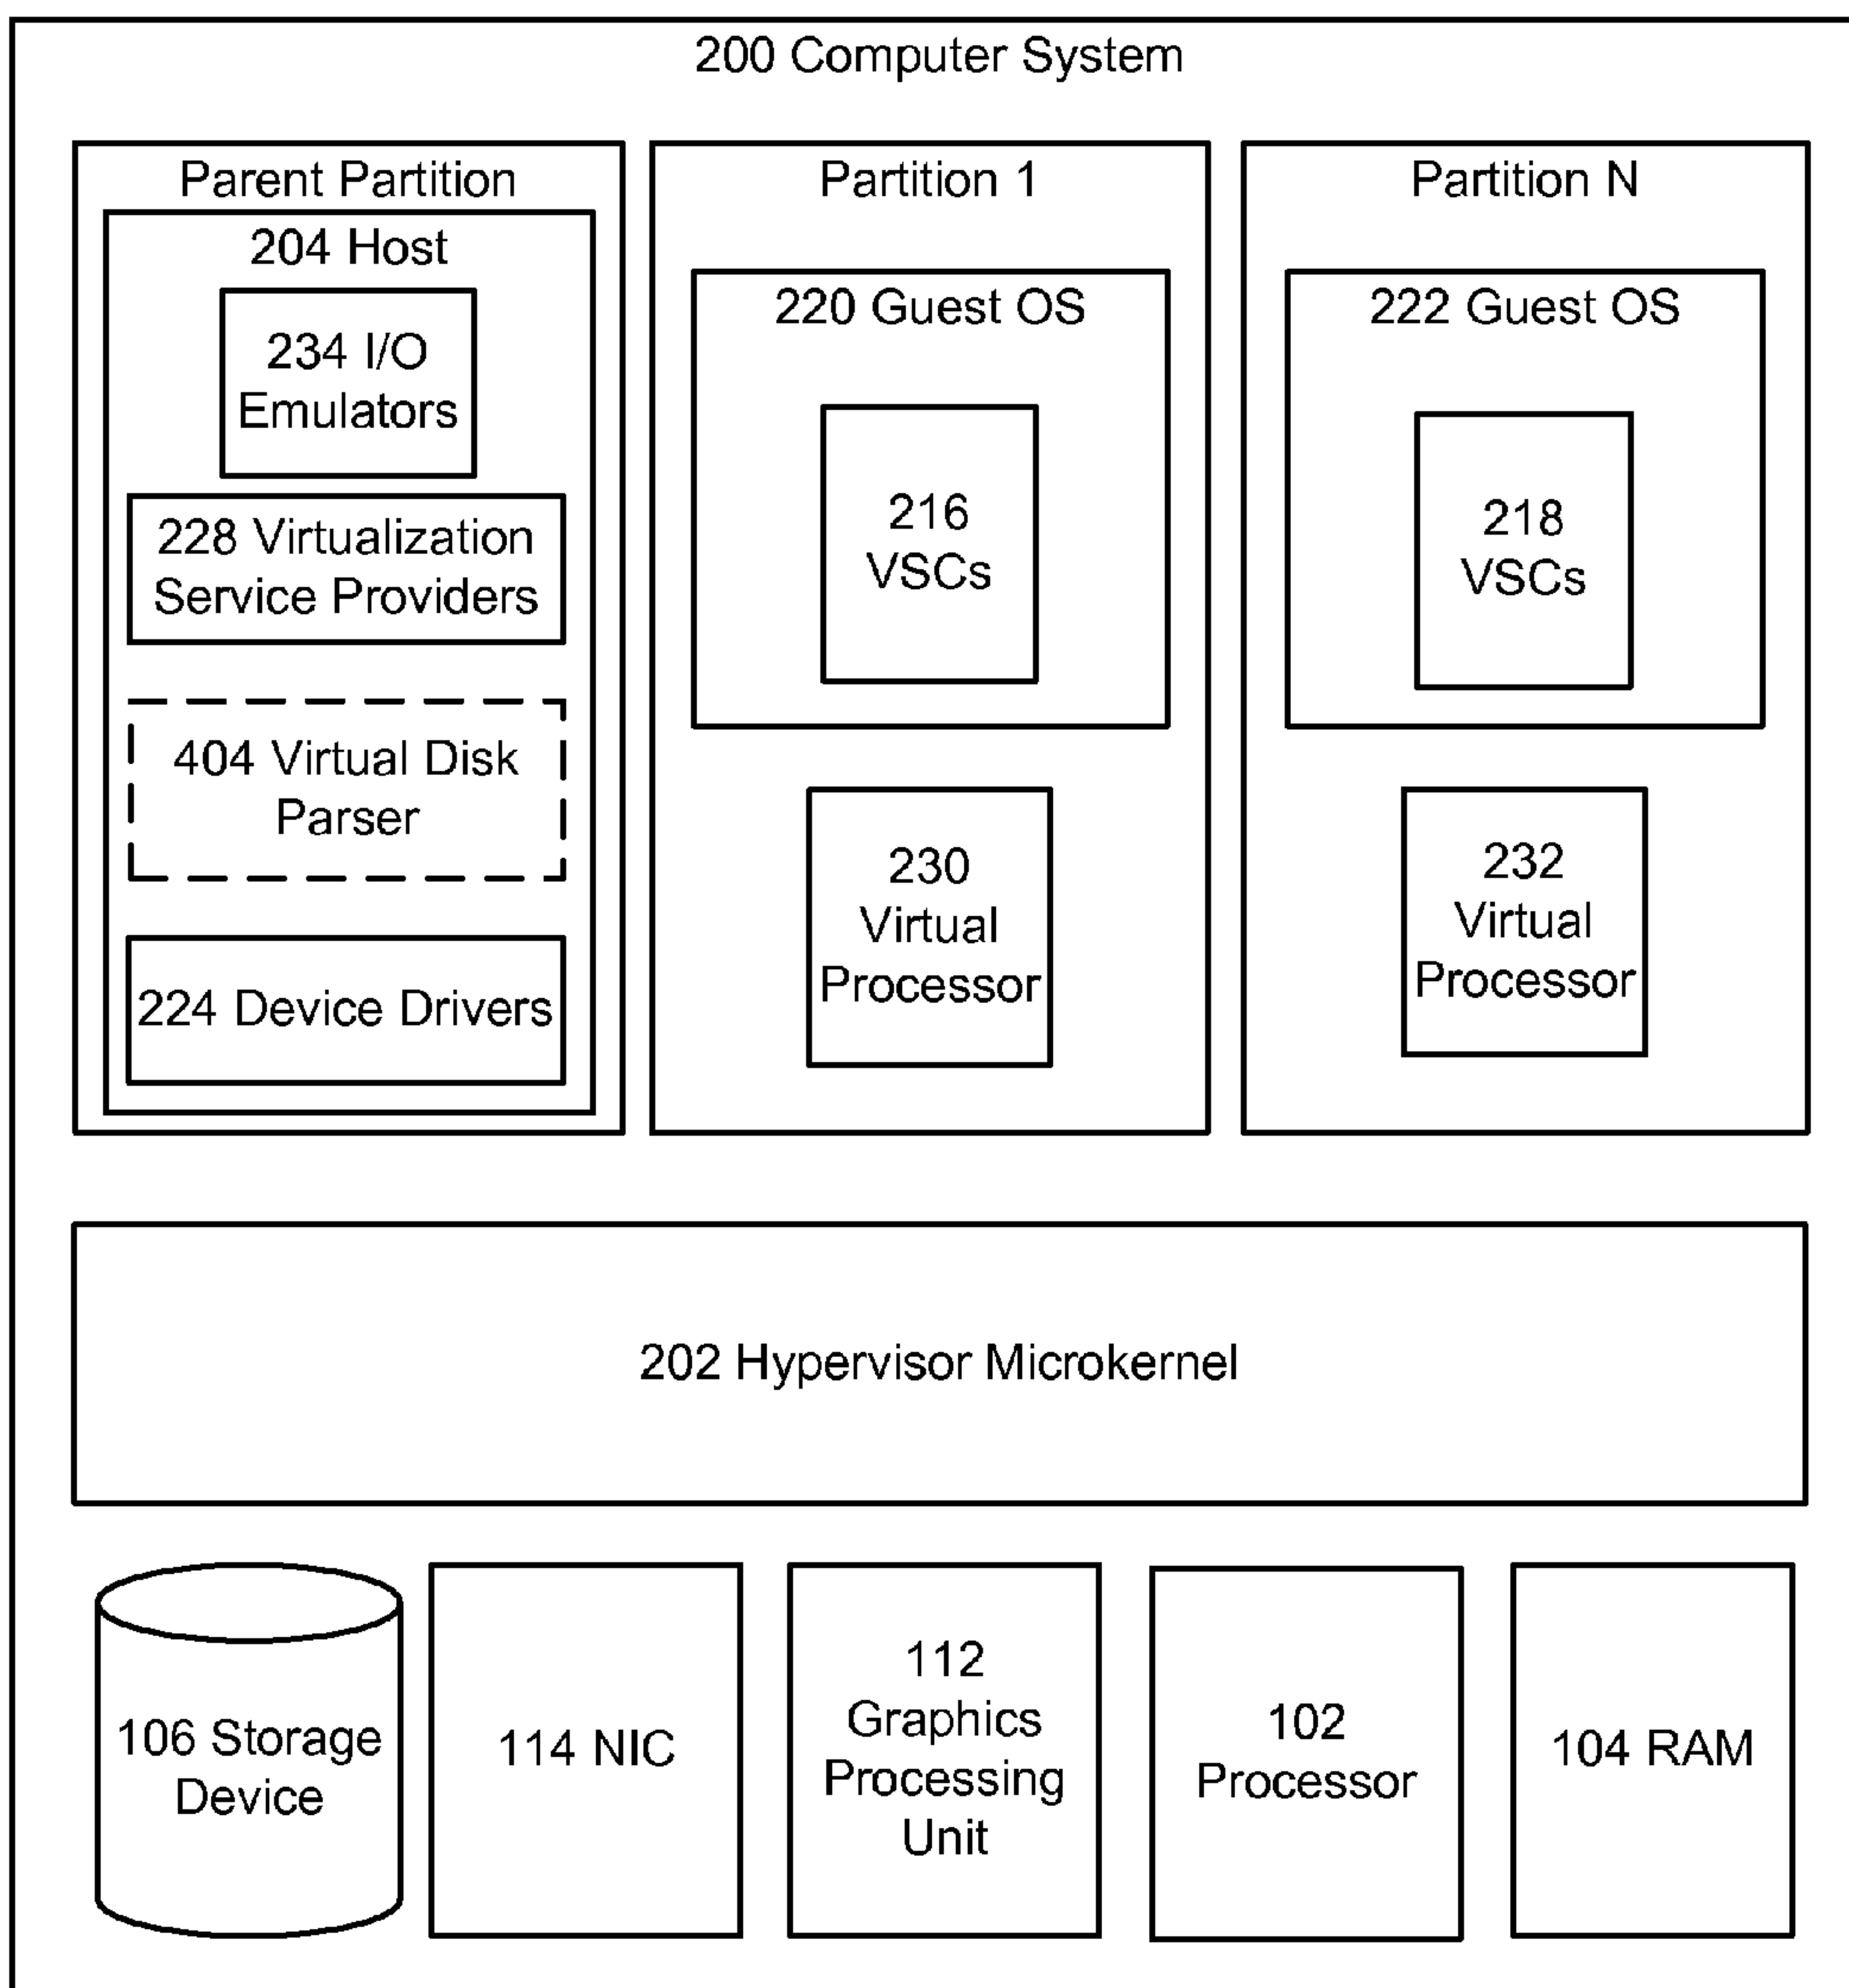 200 Computer System
Parent Partition
204 Host
234 I/O
Emulators
228 Virtualization
Service Providers
404 Virtual Disk
Parser
224 Device Drivers
Partition 1
220 Guest OS
216
VSCs
230
Virtual
Processor
Partition N
222 Guest OS
218
VSCs
232
Virtual
Processor
202 Hypervisor Microkernel
106 Storage
Device
114 NIC
112
Graphics
Processing
Unit
102
Processor
104 RAM